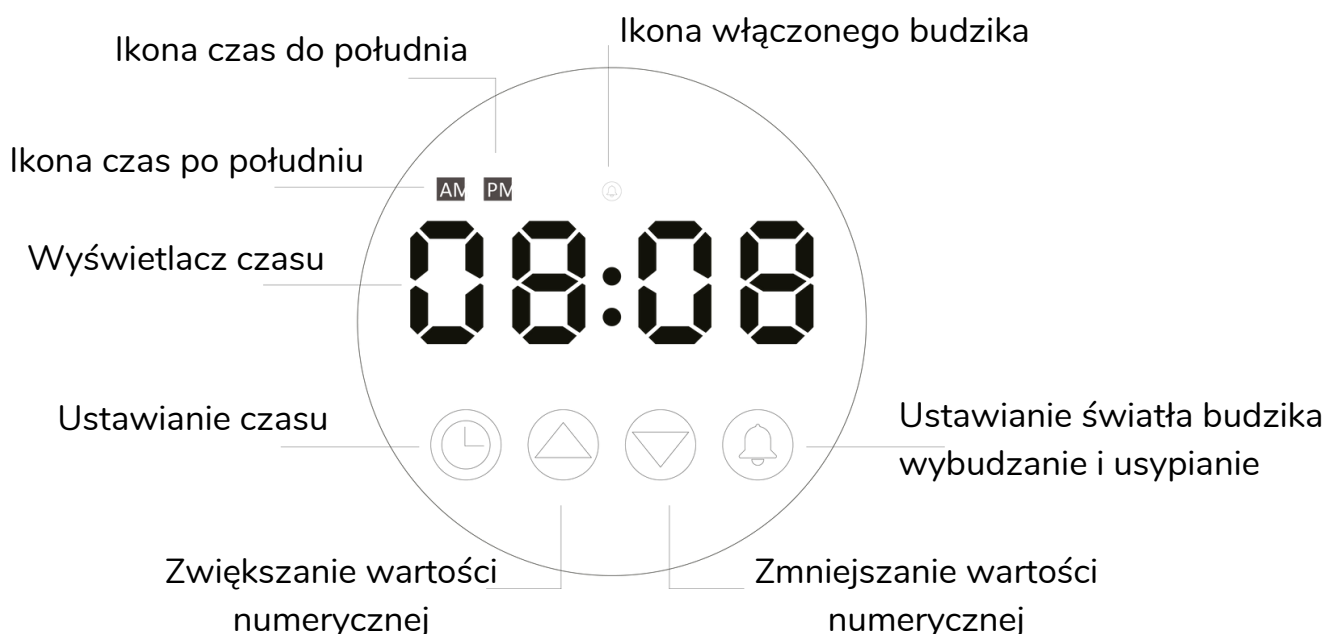 Ikona włączonego budzika
Ikona czas do południa
Ikona czas po południu
AM PM
Wyświetlacz czasu
08:08
Ustawianie czasu
Ustawianie światła budzika
wybudzanie i usypianie
Zwiększanie wartości
numerycznej
Zmniejszanie wartości
numerycznej